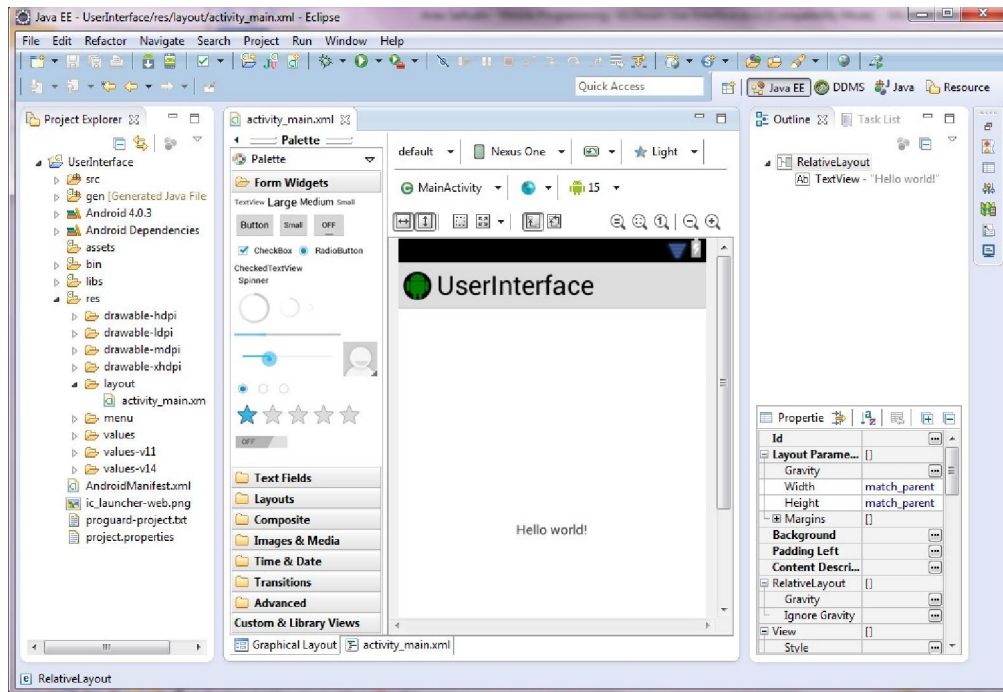 Java EE - UserInterface/res/layout/activity_main.xml - Eclipse
File Edit Refactor Navigate Search Project Run Window Help
Quick Access
Java EE DDMS Java Resource
Project Explorer
UserInterface
src
gen [Generated Java File
Android 4.0.3
Android Dependencies
assets
bin
libs
res
drawable-hdpi
drawable-ldpi
drawable-mdpi
drawable-xhdpi
layout
activity_main.xm
menu
values
values-v11
values-v14
AndroidManifest.xml
ic_launcher-web.png
proguard-project.txt
project.properties
activity_main.xml
Palette
Palette
Form Widgets
TextView Large Medium Small
Button Small OFF
CheckBox RadioButton
CheckedTextView
Spinner
OFF
Text Fields
Layouts
Composite
Images & Media
Time & Date
Transitions
Advanced
Custom & Library Views
Graphical Layout activity_main.xml
default Nexus One Light
MainActivity 15
UserInterface
Hello world!
Outline Task List
RelativeLayout
Ab TextView - "Hello world!"
Propertie
Id
Layout Parame... []
Gravity
Width match_parent
Height match_parent
Margins []
Background
Padding Left
Content Descri...
RelativeLayout []
Gravity
Ignore Gravity
View []
Style
RelativeLayout